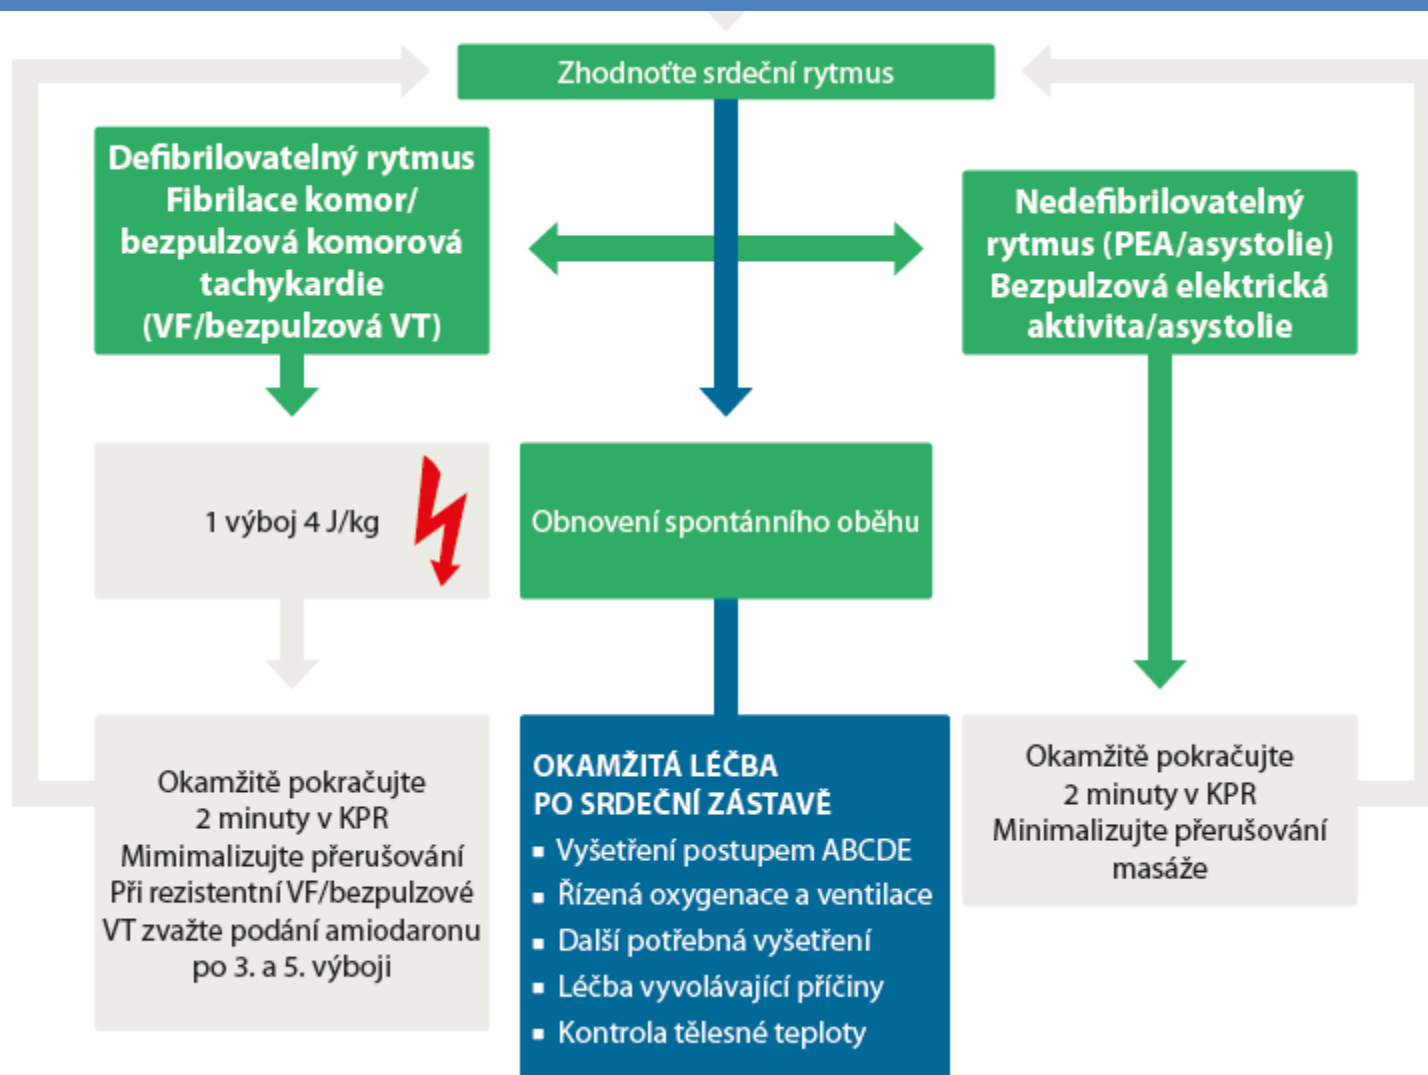 Zhodnoťte srdeční rytmus
Defibrilovatelný rytmus
Fibrilace komor/
bezpulzová komorová
tachykardie
(VF/bezpulzová VT)
Nedefibrilovatelný
rytmus (PEA/asystolie)
Bezpulzová elektrická
aktivita/asystolie
1 výboj 4 J/kg
Obnovení spontánního oběhu
Okamžitě pokračujte
2 minuty v KPR
Mimimalizujte přerušování
Při rezistentní VF/bezpulzové
VT zvažte podání amiodaronu
po 3. a 5. výboji
OKAMŽITÁ LÉČBA
PO SRDEČNÍ ZÁSTAVĚ
▪ Vyšetření postupem ABCDE
▪ Řízená oxygenace a ventilace
▪ Další potřebná vyšetření
▪ Léčba vyvolávající příčiny
▪ Kontrola tělesné teploty
Okamžitě pokračujte
2 minuty v KPR
Minimalizujte přerušování
masáže